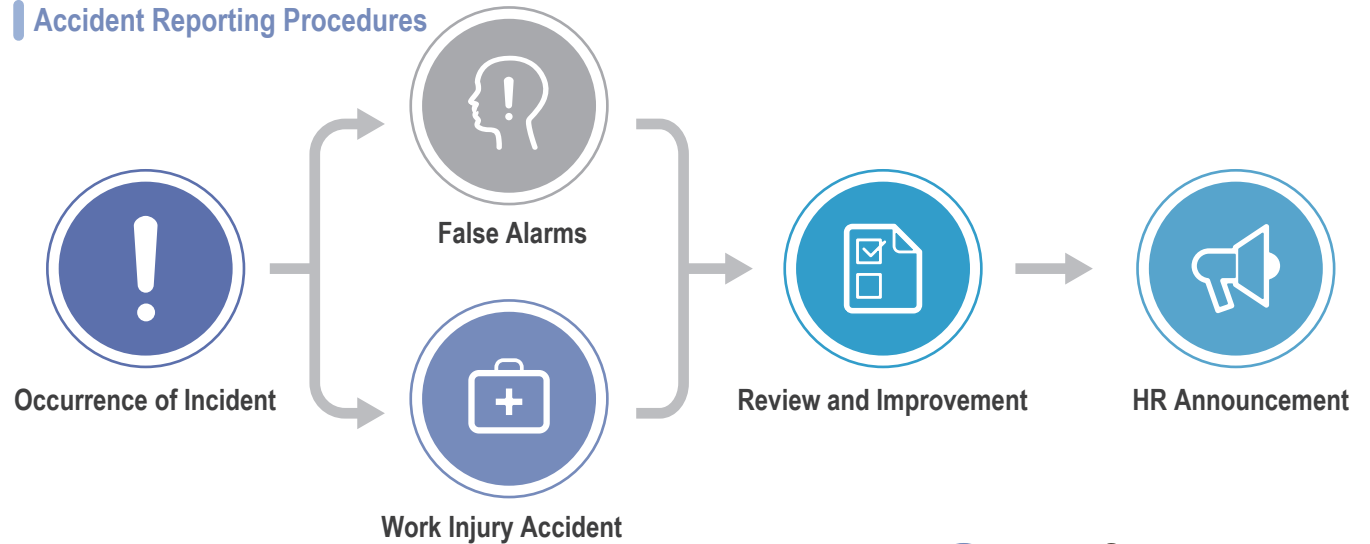 Accident Reporting Procedures
False Alarms
Occurrence of Incident
Review and Improvement
HR Announcement
Work Injury Accident